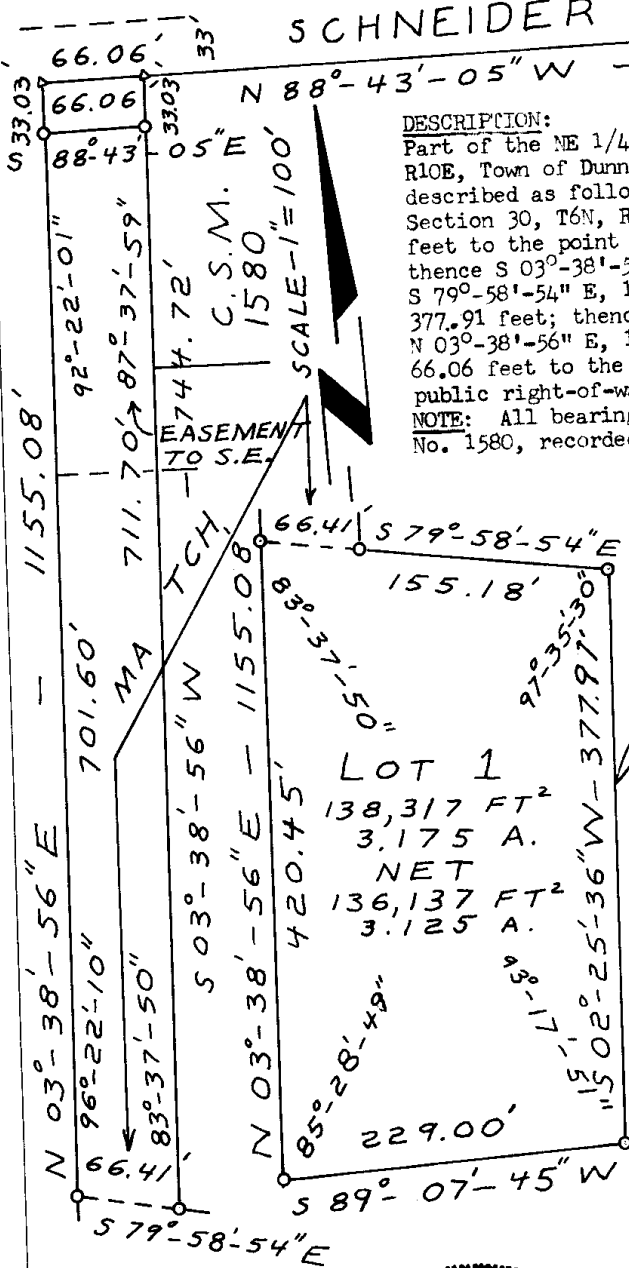 SCHNEIDER
66.06'
33'
N 88°-43'-05" W -
33.03'
66.06'
33.03'
S 88°-43'-05" E
DESCRIPTION:
Part of the NE 1/4
R10E, Town of Dunn
described as follo
Section 30, T6N, R
feet to the point
thence S 03°-38'-5
S 79°-58'-54" E, 1
377.91 feet; thenc
N 03°-38'-56" E, 1
66.06 feet to the
public right-of-w
NOTE: All bearing
No. 1580, recorde
C.S.M.
1580
SCALE-1"=100'
92°-22'-01"
87°-37'-59"
711.70'
744.72'
EASEMENT
TO S.E.
N 03°-38'-56" E - 1155.08'
701.60'
MATCH
S 03°-38'-56" W -
96°-22'-10"
83°-37'-50"
66.41'
S 79°-58'-54" E
66.41'
S 79°-58'-54" E
155.18'
83°-37'-50"
97°-35'-30"
N 03°-38'-56" E - 1155.08
420.45'
S 02°-25'-36" W - 377.91'
LOT 1
138,317 FT²
3.175 A.
NET
136,137 FT²
3.125 A.
85°-28'-49"
93°-17'-51"
229.00'
S 89°-07'-45" W